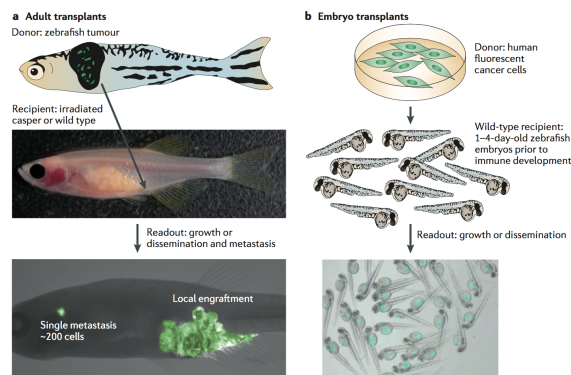 a Adult transplants
Donor: zebrafish tumour
Recipient: irradiated
casper or wild type
Readout: growth or
dissemination and metastasis
Single metastasis
~200 cells
Local engraftment
b Embryo transplants
Donor: human
fluorescent
cancer cells
Wild-type recipient:
1–4-day-old zebrafish
embryos prior to
immune development
Readout: growth or dissemination